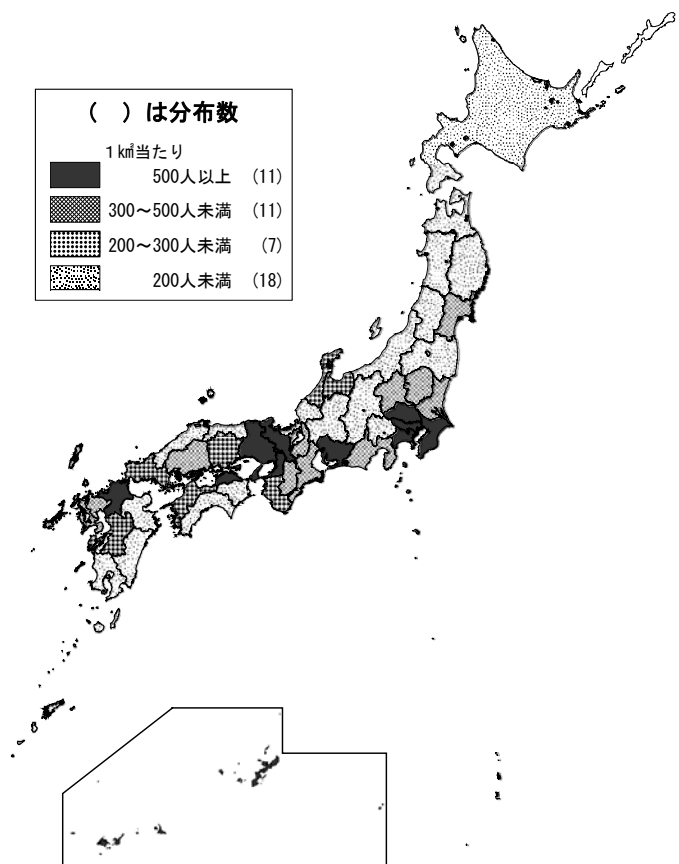 （　）は分布数
1㎢当たり
500人以上 (11)
300～500人未満 (11)
200～300人未満 (7)
200人未満 (18)